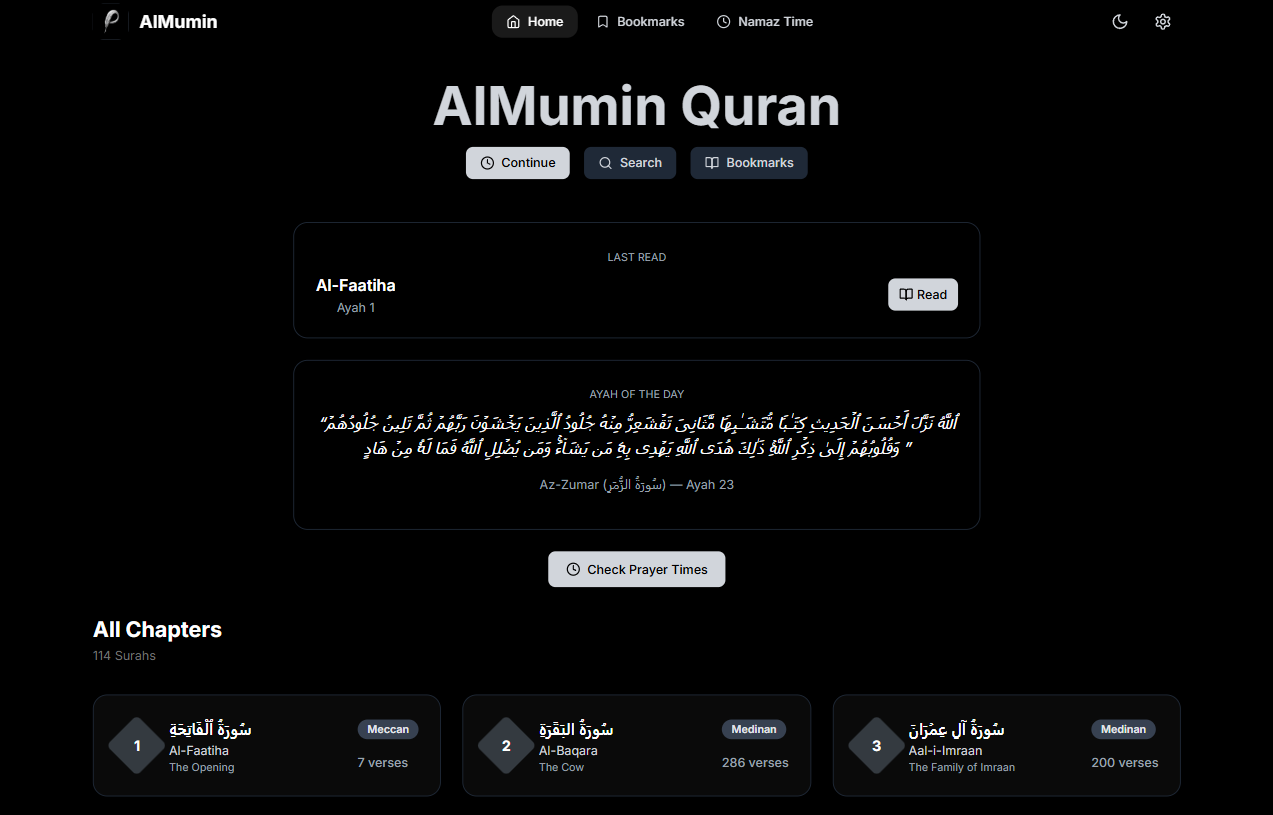 AlMumin
Home
Bookmarks
Namaz Time
AlMumin Quran
Continue
Search
Bookmarks
LAST READ
Al-Faatiha
Ayah 1
Read
AYAH OF THE DAY
“ٱللَّهُ نَزَّلَ أَحْسَنَ ٱلْحَدِيثِ كِتَـٰبًا مُّتَشَـٰبِهًا مَّثَانِىَ تَقْشَعِرُّ مِنْهُ جُلُودُ ٱلَّذِينَ يَخْشَوْنَ رَبَّهُمْ ثُمَّ تَلِينُ جُلُودُهُمْ
وَقُلُوبُهُمْ إِلَىٰ ذِكْرِ ٱللَّهِ ۚ ذَٰلِكَ هُدَى ٱللَّهِ يَهْدِى بِهِۦ مَن يَشَآءُ ۚ وَمَن يُضْلِلِ ٱللَّهُ فَمَا لَهُۥ مِنْ هَادٍ ”
Az-Zumar (سُورَةُ الزُّمَرِ) — Ayah 23
Check Prayer Times
All Chapters
114 Surahs
1
سُورَةُ ٱلْفَاتِحَةِ
Al-Faatiha
The Opening
Meccan
7 verses
2
سُورَةُ البَقَرَةِ
Al-Baqara
The Cow
Medinan
286 verses
3
سُورَةُ آلِ عِمۡرَانَ
Aal-i-Imraan
The Family of Imraan
Medinan
200 verses